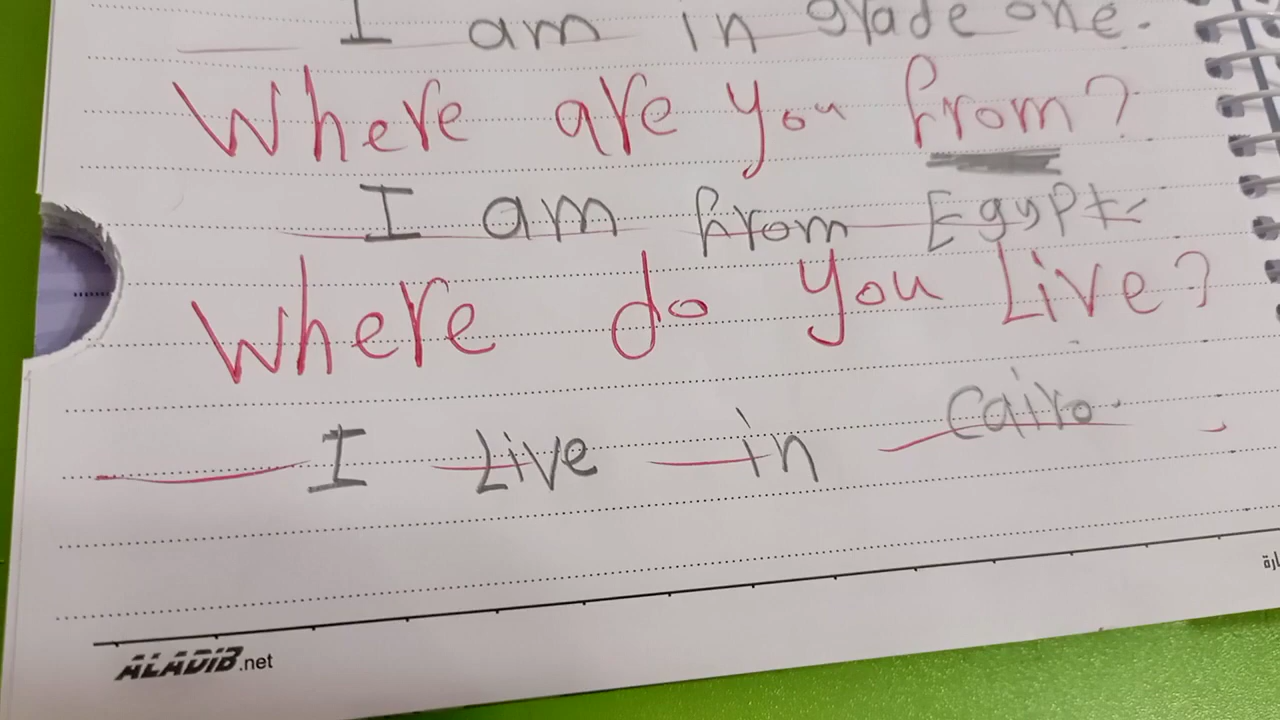 I am in grade one.
Where are you from?
I am from Egypt.
Where do you Live?
I Live in Cairo.
ALADIB.net